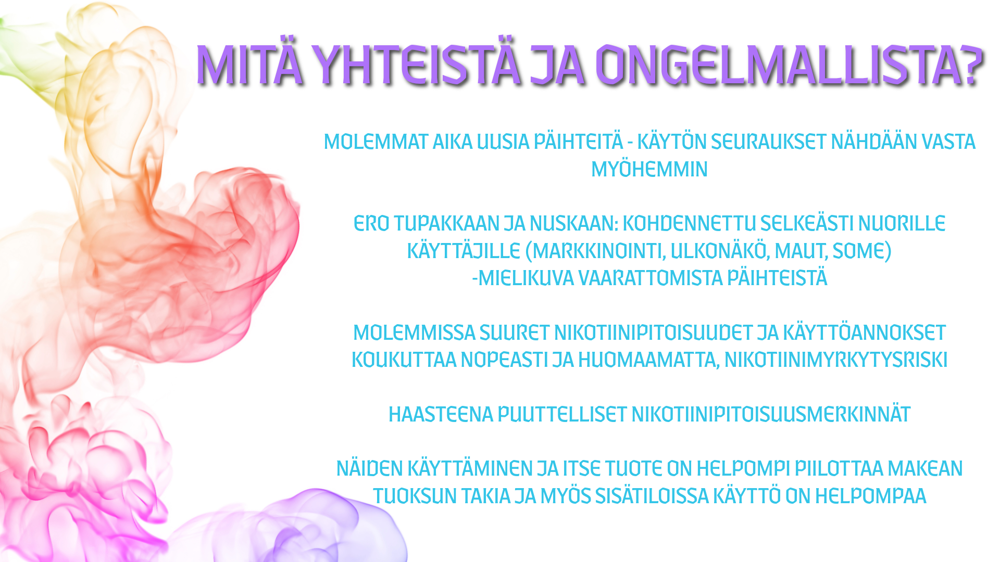 MITÄ YHTEISTÄ JA ONGELMALLISTA?
MOLEMMAT AIKA UUSIA PÄIHTEITÄ - KÄYTÖN SEURAUKSET NÄHDÄÄN VASTA
MYÖHEMMIN
ERO TUPAKKAAN JA NUSKAAN: KOHDENNETTU SELKEÄSTI NUORILLE
KÄYTTÄJILLE (MARKKINOINTI, ULKONÄKÖ, MAUT, SOME)
-MIELIKUVA VAARATTOMISTA PÄIHTEISTÄ
MOLEMMISSA SUURET NIKOTIINIPITOISUUDET JA KÄYTTÖANNOKSET
KOUKUTTAA NOPEASTI JA HUOMAAMATTA, NIKOTIINIMYRKYTYSRISKI
HAASTEENA PUUTTELLISET NIKOTIINIPITOISUUSMERKINNÄT
NÄIDEN KÄYTTÄMINEN JA ITSE TUOTE ON HELPOMPI PIILOTTAA MAKEAN
TUOKSUN TAKIA JA MYÖS SISÄTILOISSA KÄYTTÖ ON HELPOMPAA